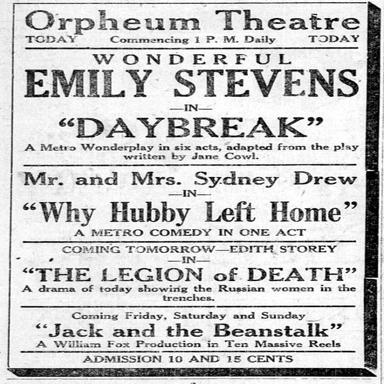 Orpheum Theatre
TODAY Commencing 1 P. M. Daily TODAY
WONDERFUL
EMILY STEVENS
—IN—
“DAYBREAK”
A Metro Wonderplay in six acts, adapted from the play
written by Jane Cowl.
Mr. and Mrs. Sydney Drew
—IN—
“Why Hubby Left Home”
A METRO COMEDY IN ONE ACT
COMING TOMORROW—EDITH STOREY
—IN—
“THE LEGION of DEATH”
A drama of today showing the Russian women in the
trenches.
Coming Friday, Saturday and Sunday
“Jack and the Beanstalk”
A William Fox Production in Ten Massive Reels
ADMISSION 10 AND 15 CENTS